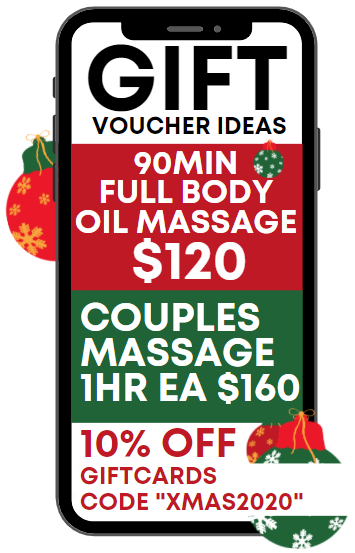 GIFT
VOUCHER IDEAS
90MIN
FULL BODY
OIL MASSAGE
$120
COUPLES
MASSAGE
1HR EA $160
10% OFF
GIFTCARDS
CODE "XMAS2020"